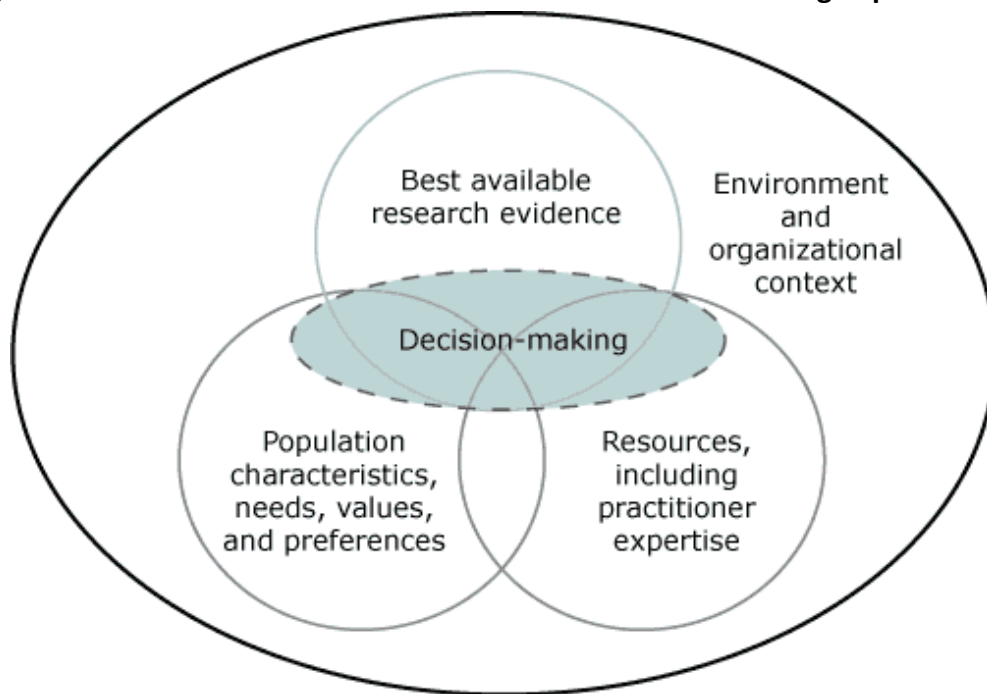 Best available
research evidence
Environment
and
organizational
context
Decision-making
Population
characteristics,
needs, values,
and preferences
Resources,
including
practitioner
expertise